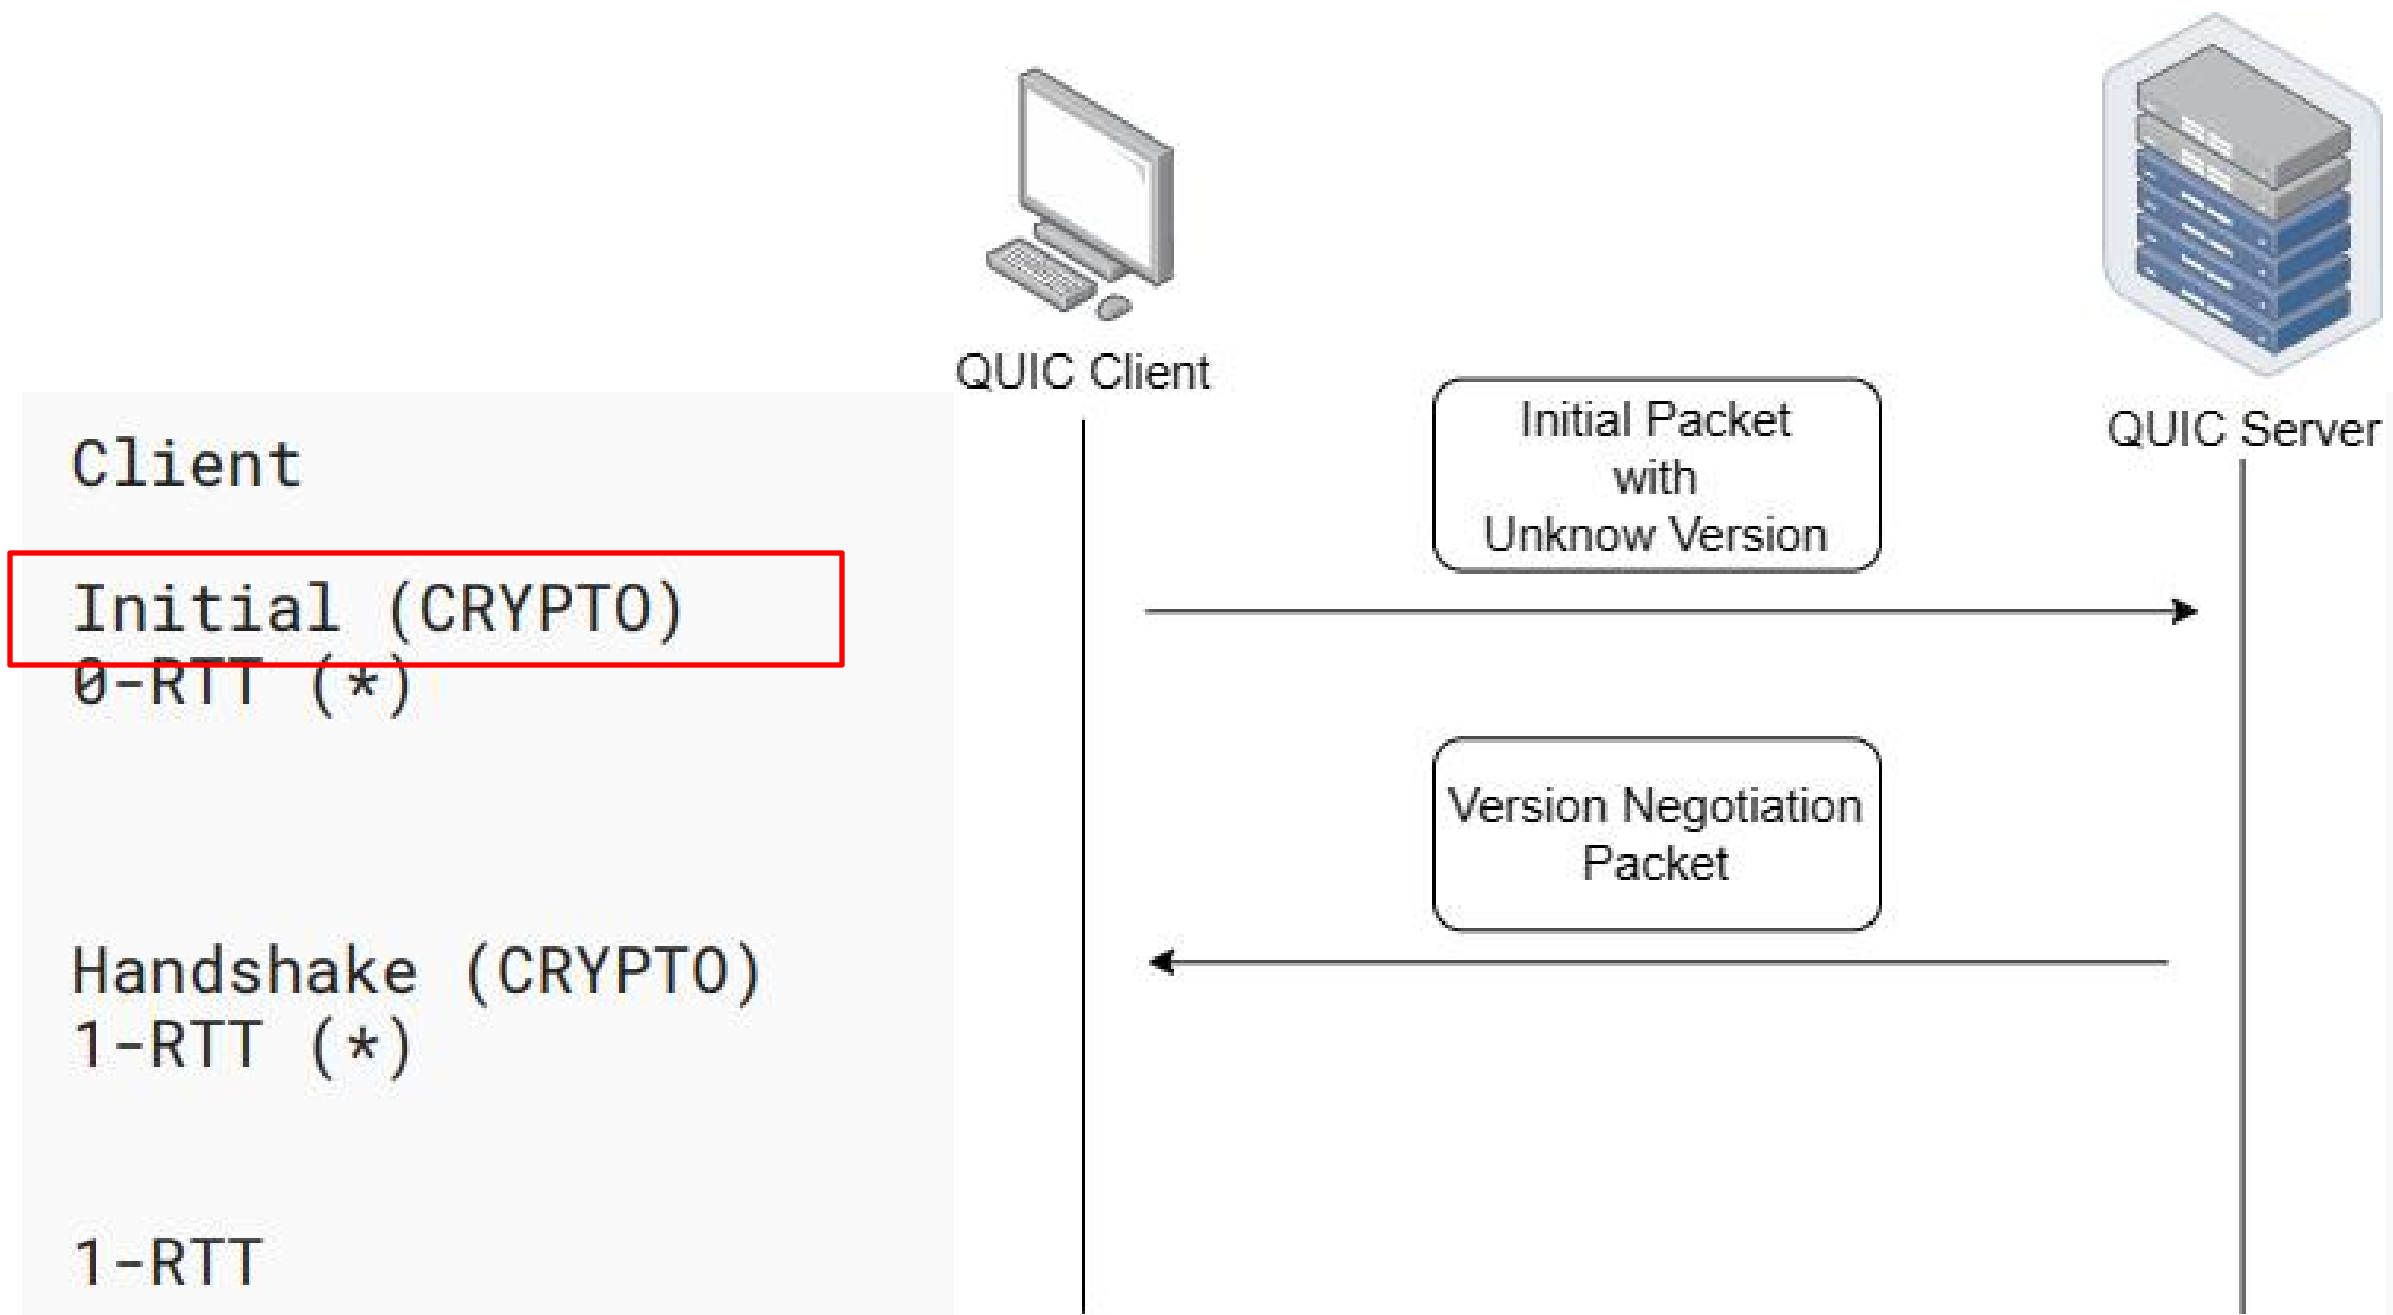 QUIC Client
QUIC Server
Client
Initial (CRYPTO)
0-RTT (*)
Handshake (CRYPTO)
1-RTT (*)
1-RTT
Initial Packet
with
Unknow Version
Version Negotiation
Packet